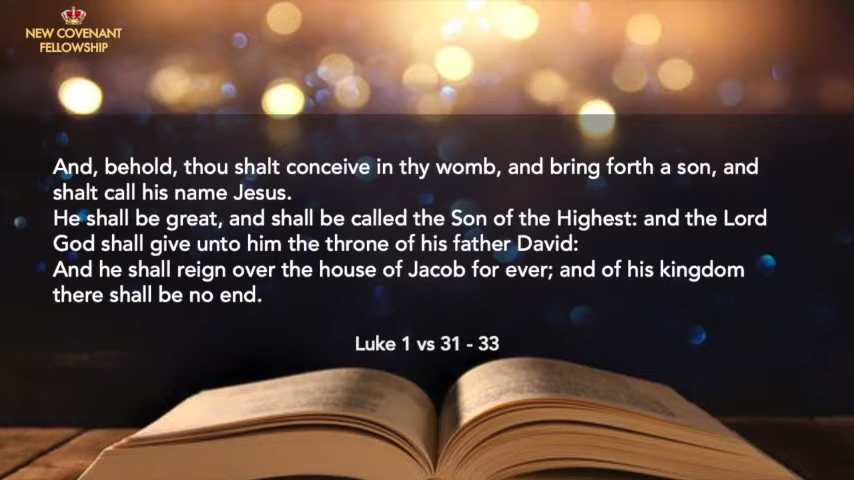 NEW COVENANT
FELLOWSHIP
And, behold, thou shalt conceive in thy womb, and bring forth a son, and
shalt call his name Jesus.
He shall be great, and shall be called the Son of the Highest: and the Lord
God shall give unto him the throne of his father David:
And he shall reign over the house of Jacob for ever; and of his kingdom
there shall be no end.
Luke 1 vs 31 - 33